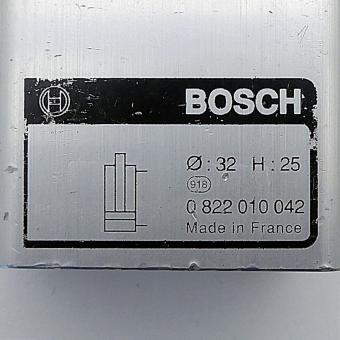 BOSCH
Ø : 32 H : 25
918
0 822 010 042
Made in France